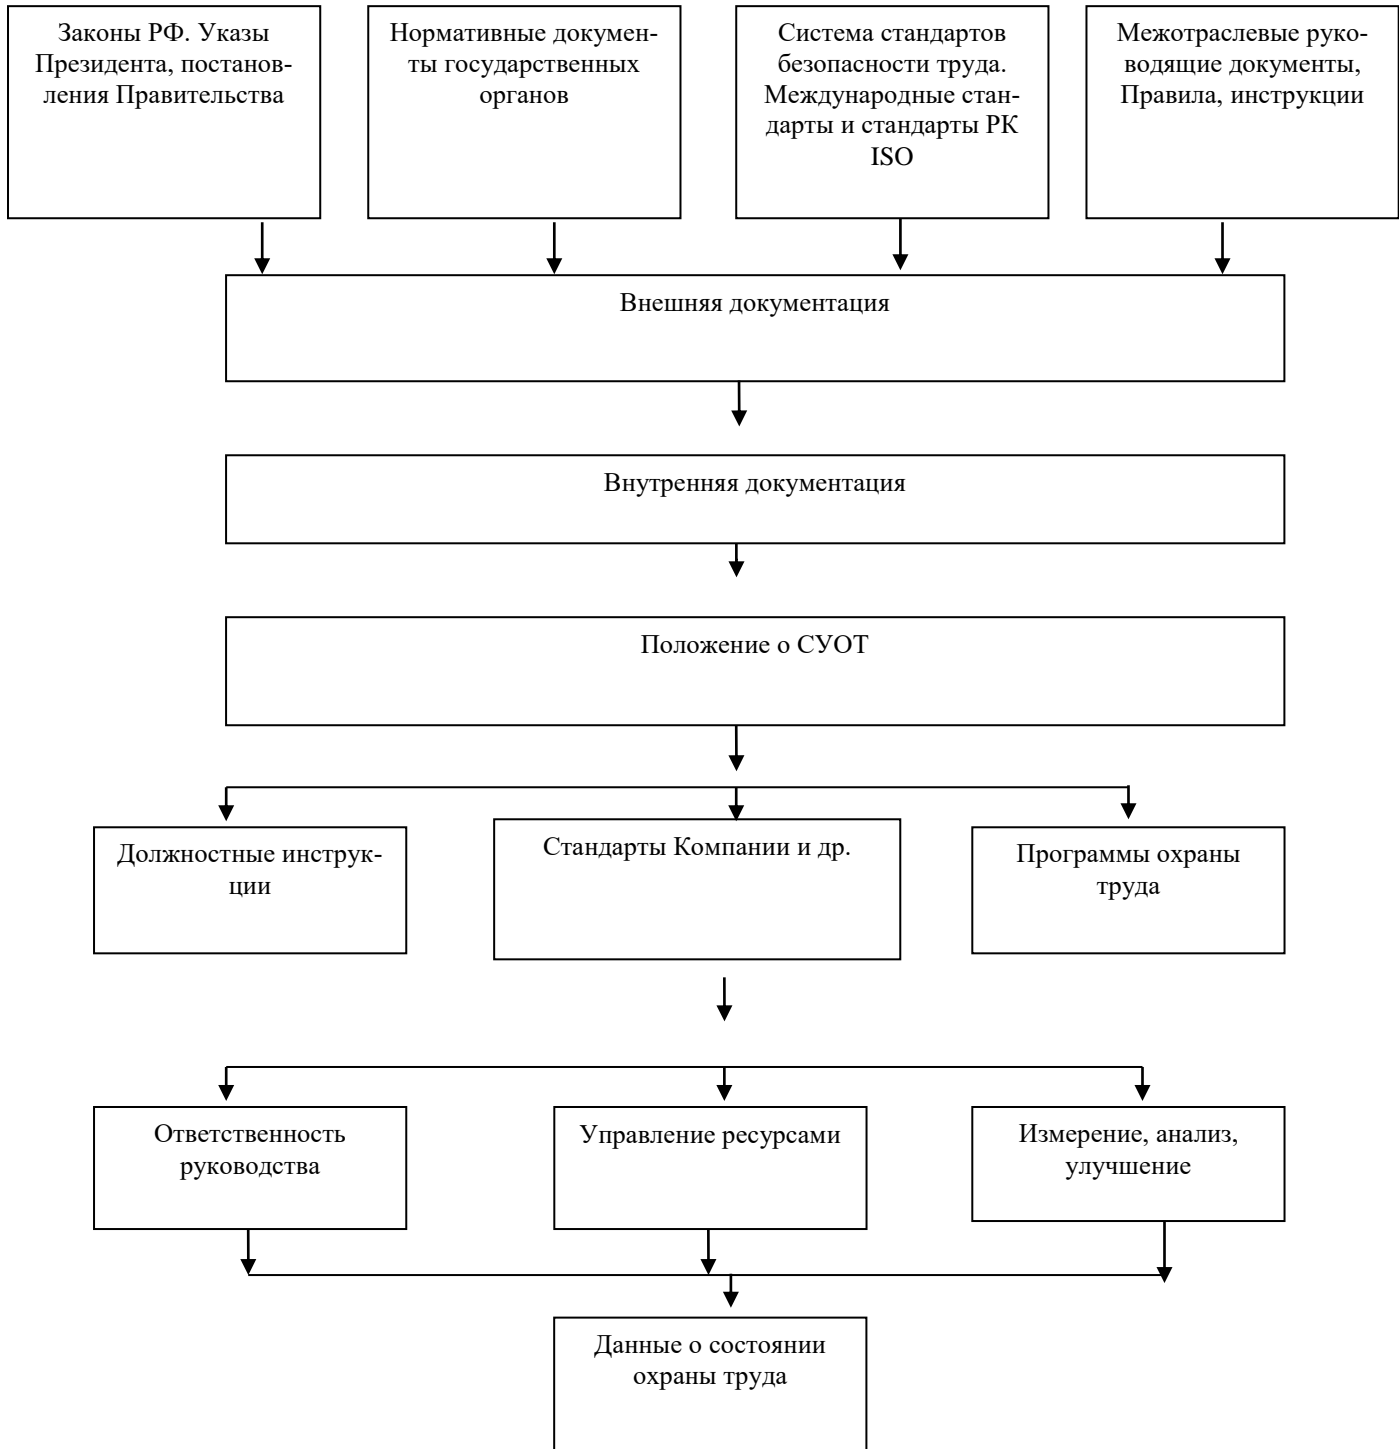 Законы РФ. Указы
Президента, постанов-
ления Правительства
Нормативные докумен-
ты государственных
органов
Система стандартов
безопасности труда.
Международные стан-
дарты и стандарты РК
ISO
Межотраслевые руко-
водящие документы,
Правила, инструкции
Внешняя документация
Внутренняя документация
Положение о СУОТ
Должностные инструк-
ции
Стандарты Компании и др.
Программы охраны
труда
Ответственность
руководства
Управление ресурсами
Измерение, анализ,
улучшение
Данные о состоянии
охраны труда